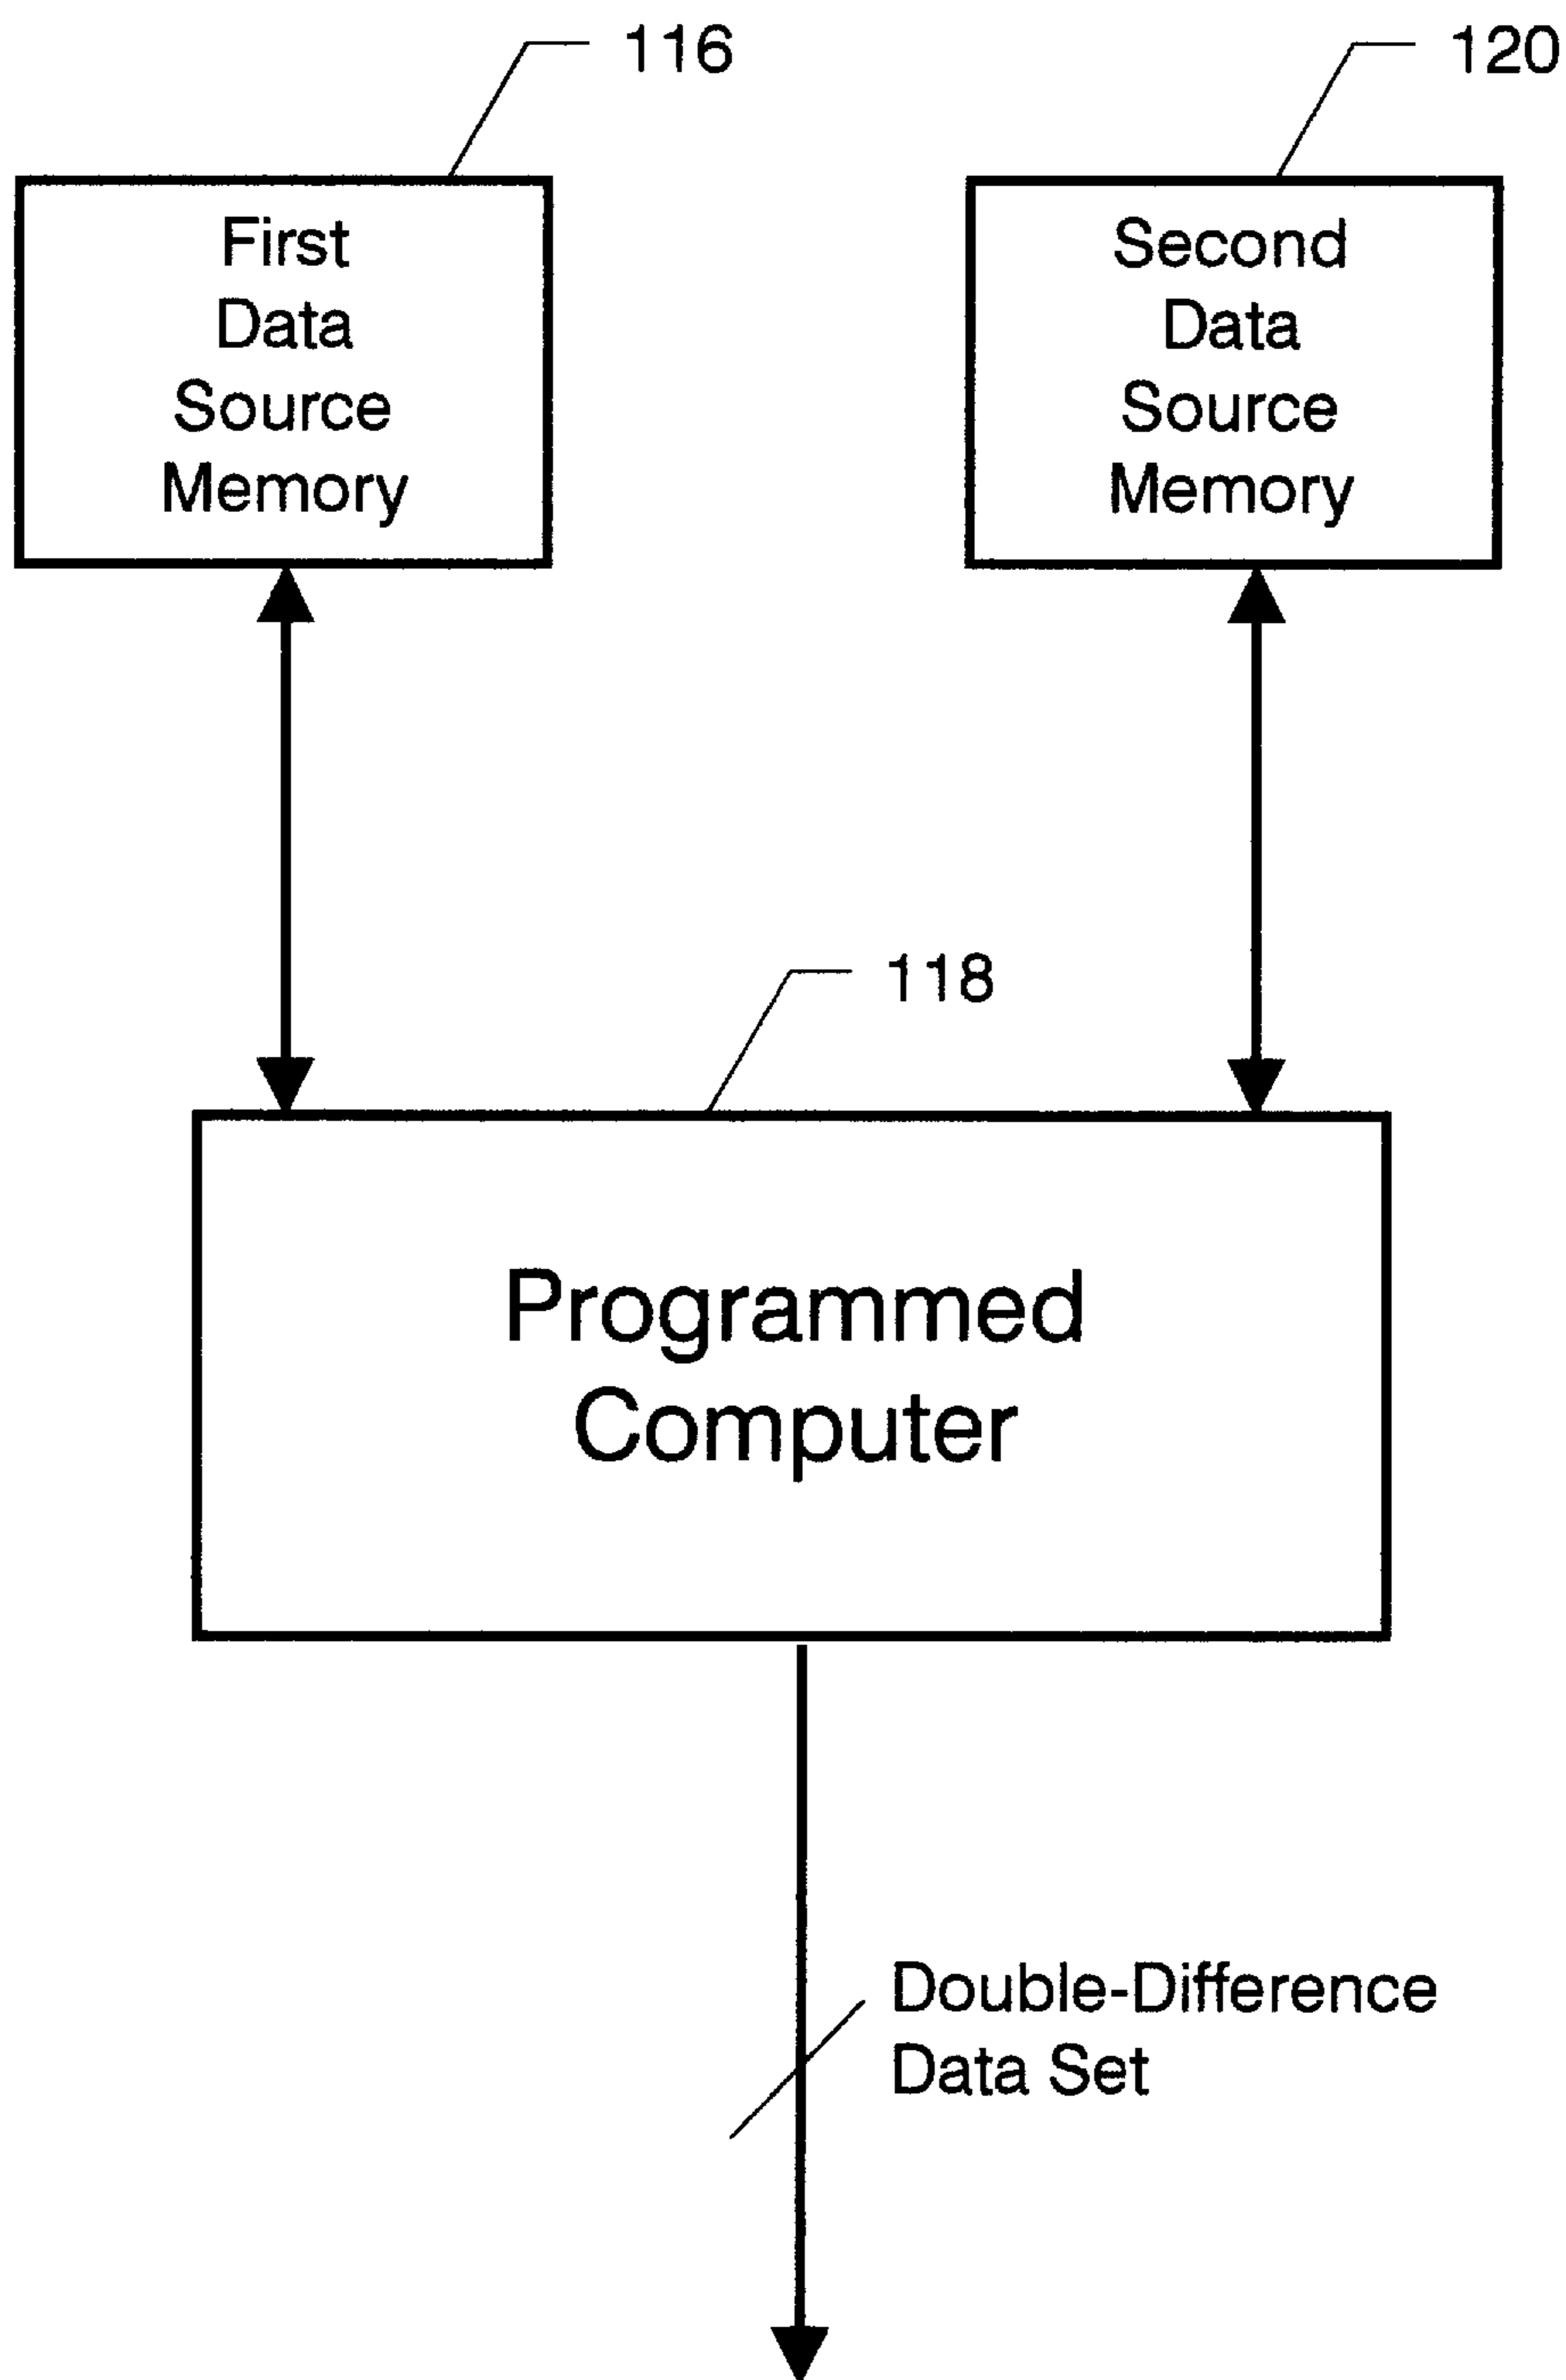 116
120
First
Data
Source
Memory
Second
Data
Source
Memory
118
Programmed
Computer
Double-Difference
Data Set